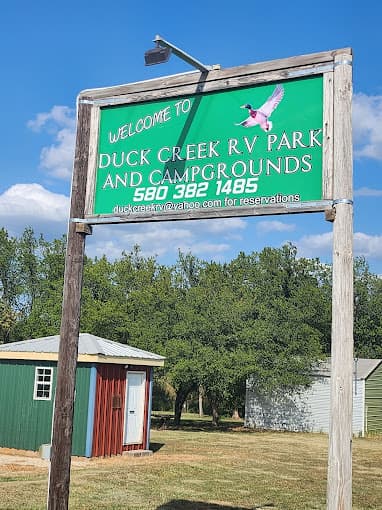 WELCOME TO
DUCK CREEK RV PARK
AND CAMPGROUNDS
580 382 1485
duckcreekrv@yahoo.com for reservations